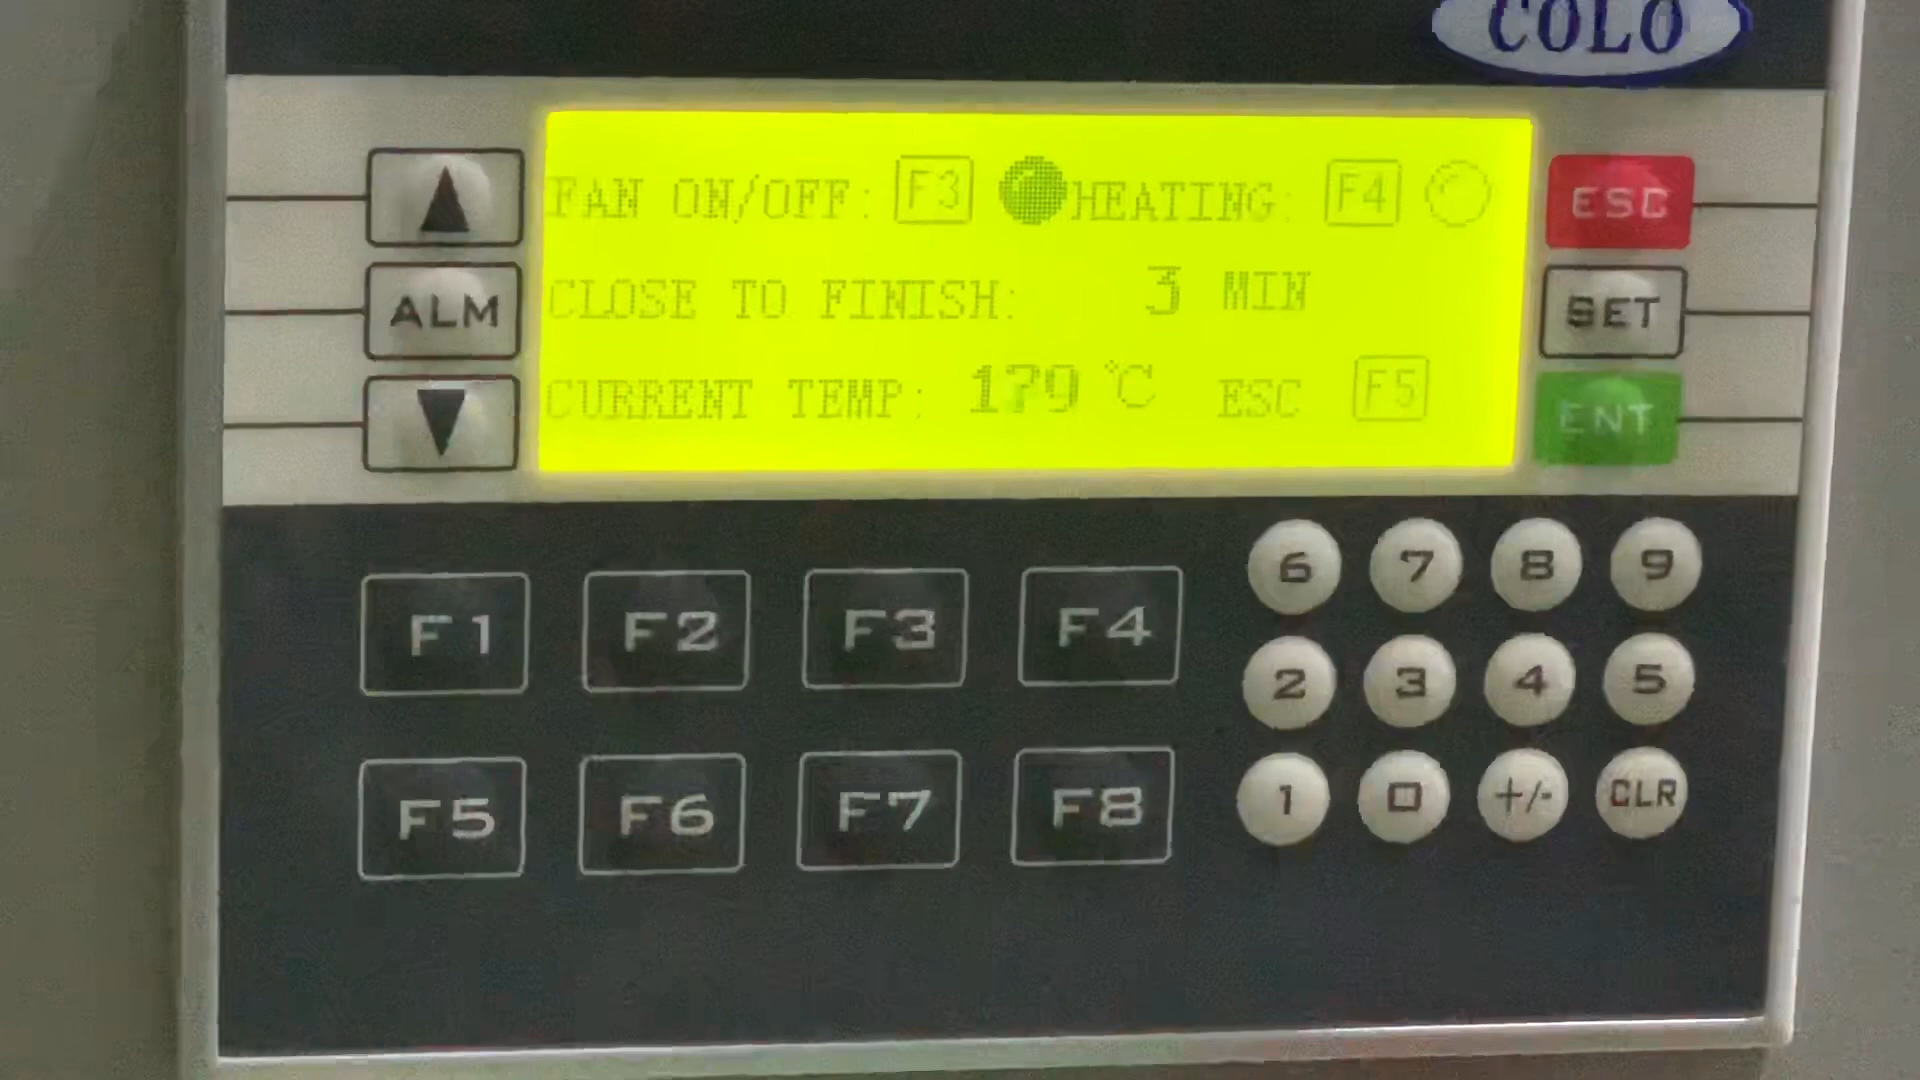 COLO
FAN ON/OFF: F3 HEATING: F4
CLOSE TO FINISH: 3 MIN
CURRENT TEMP: 179 ℃ ESC F5
ALM
ESC
SET
ENT
F1 F2 F3 F4
F5 F6 F7 F8
6 7 8 9
2 3 4 5
1 0 +/- CLR